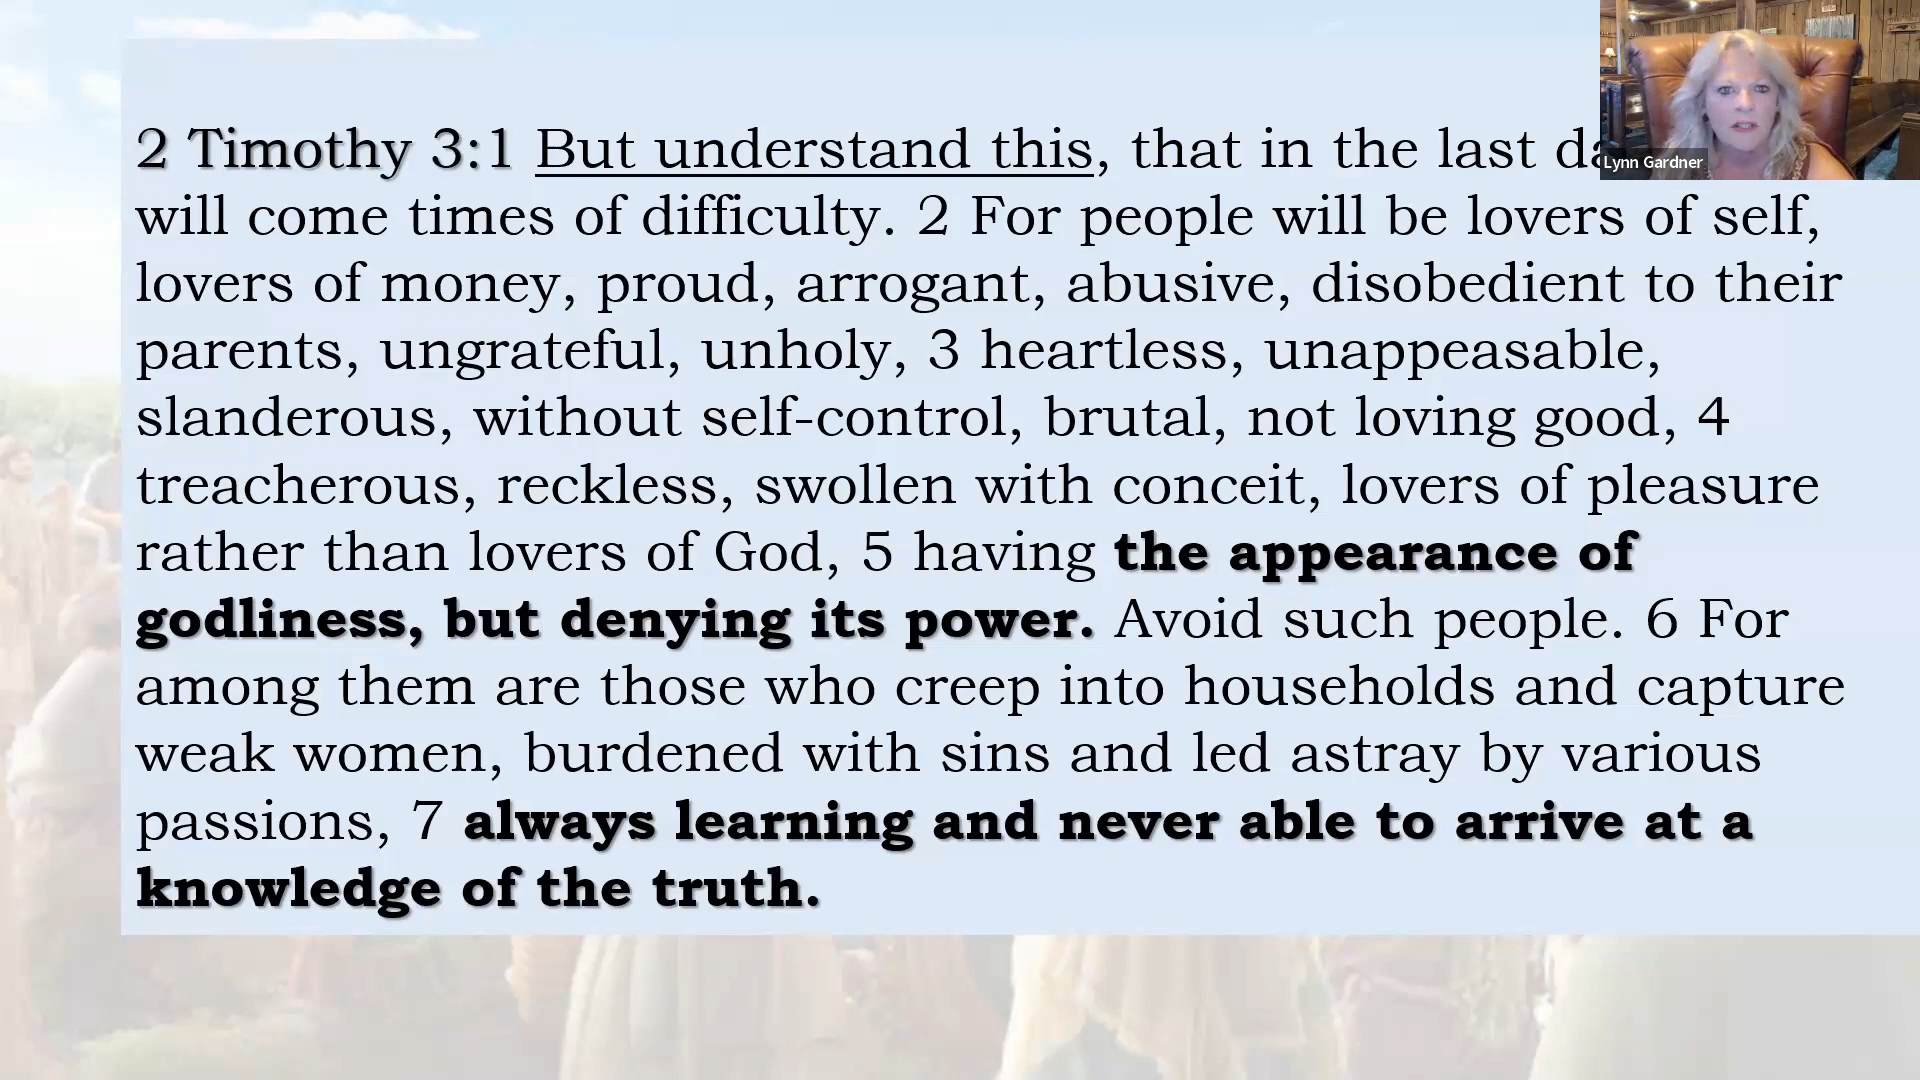 2 Timothy 3:1 But understand this, that in the last
will come times of difficulty. 2 For people will be lovers of self,
lovers of money, proud, arrogant, abusive, disobedient to their
parents, ungrateful, unholy, 3 heartless, unappeasable,
slanderous, without self-control, brutal, not loving good, 4
treacherous, reckless, swollen with conceit, lovers of pleasure
rather than lovers of God, 5 having the appearance of
godliness, but denying its power. Avoid such people. 6 For
among them are those who creep into households and capture
weak women, burdened with sins and led astray by various
passions, 7 always learning and never able to arrive at a
knowledge of the truth.
Lynn Gardner